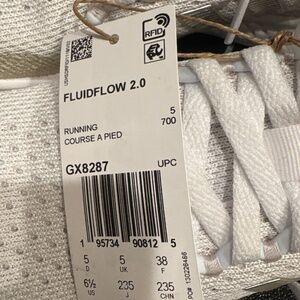 RFID
FLUIDFLOW 2.0
5
RUNNING 700
COURSE A PIED
GX8287 UPC
1 95734 90812 5
5 5 38
D UK F
6½ 235 235
US J CHN